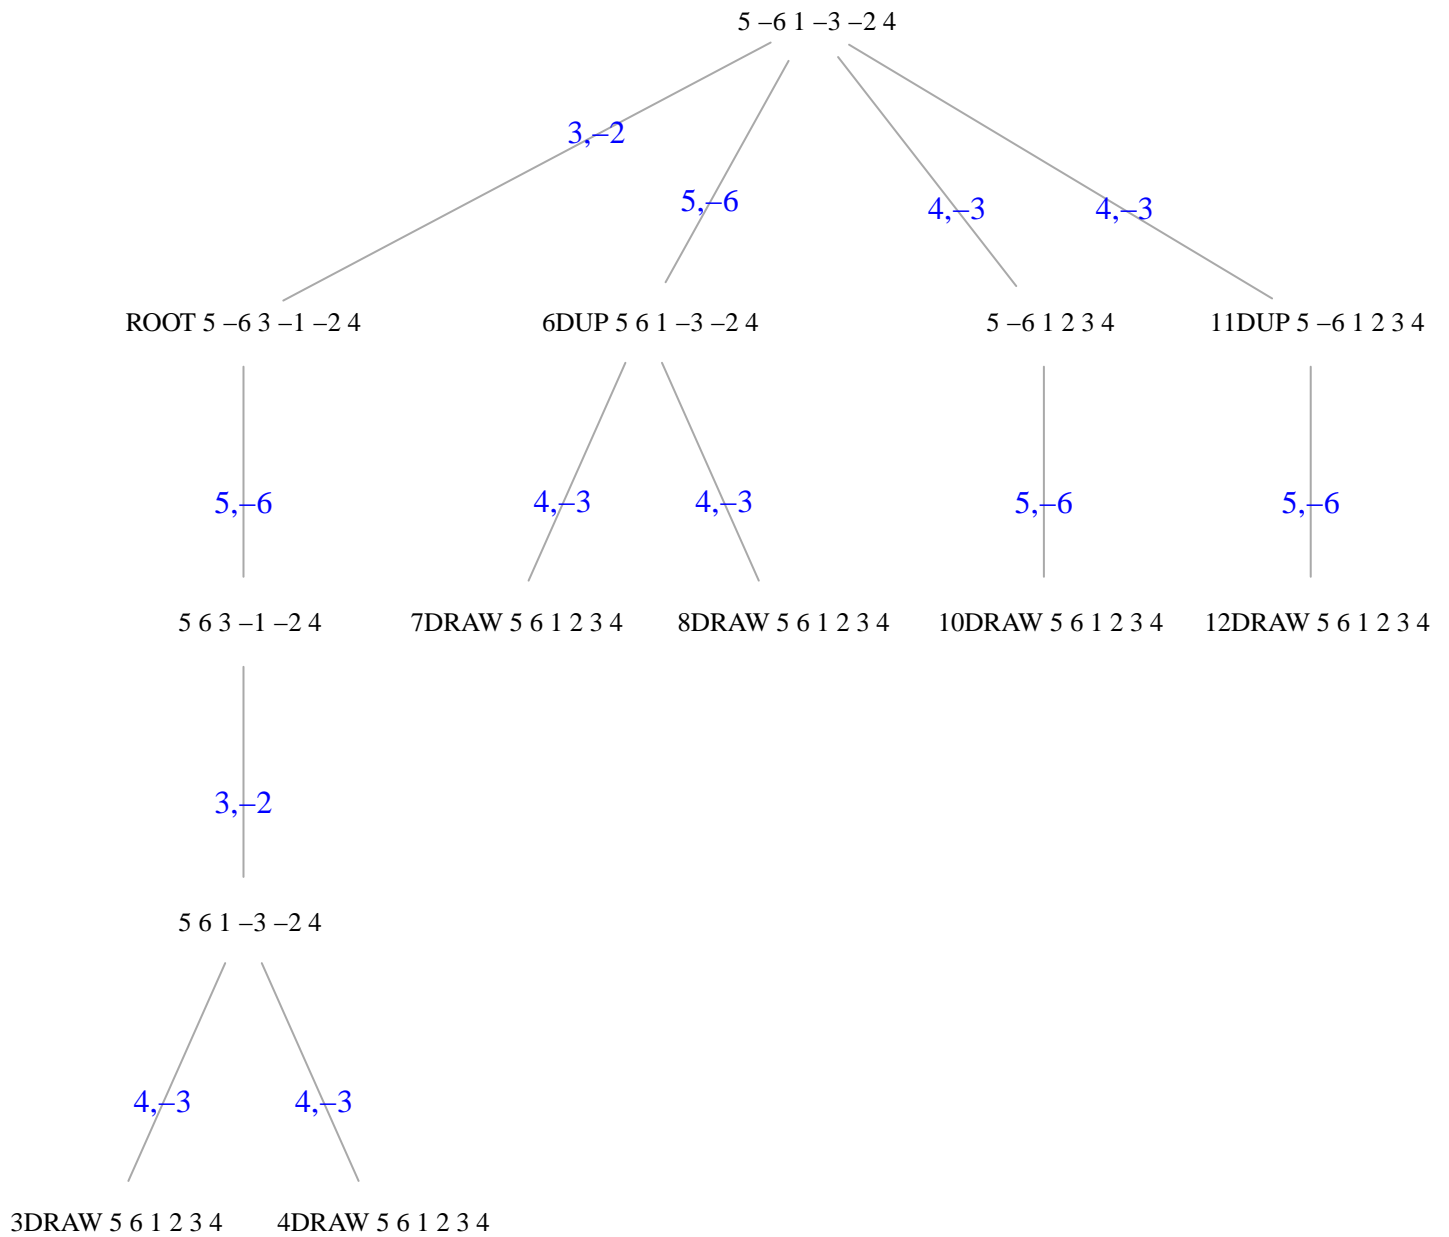 5 –6 1 –3 –2 4
3,–2
5,–6
4,–3
4,–3
ROOT 5 –6 3 –1 –2 4
6DUP 5 6 1 –3 –2 4
5 –6 1 2 3 4
11DUP 5 –6 1 2 3 4
5,–6
4,–3
4,–3
5,–6
5,–6
5 6 3 –1 –2 4
7DRAW 5 6 1 2 3 4
8DRAW 5 6 1 2 3 4
10DRAW 5 6 1 2 3 4
12DRAW 5 6 1 2 3 4
3,–2
5 6 1 –3 –2 4
4,–3
4,–3
3DRAW 5 6 1 2 3 4
4DRAW 5 6 1 2 3 4